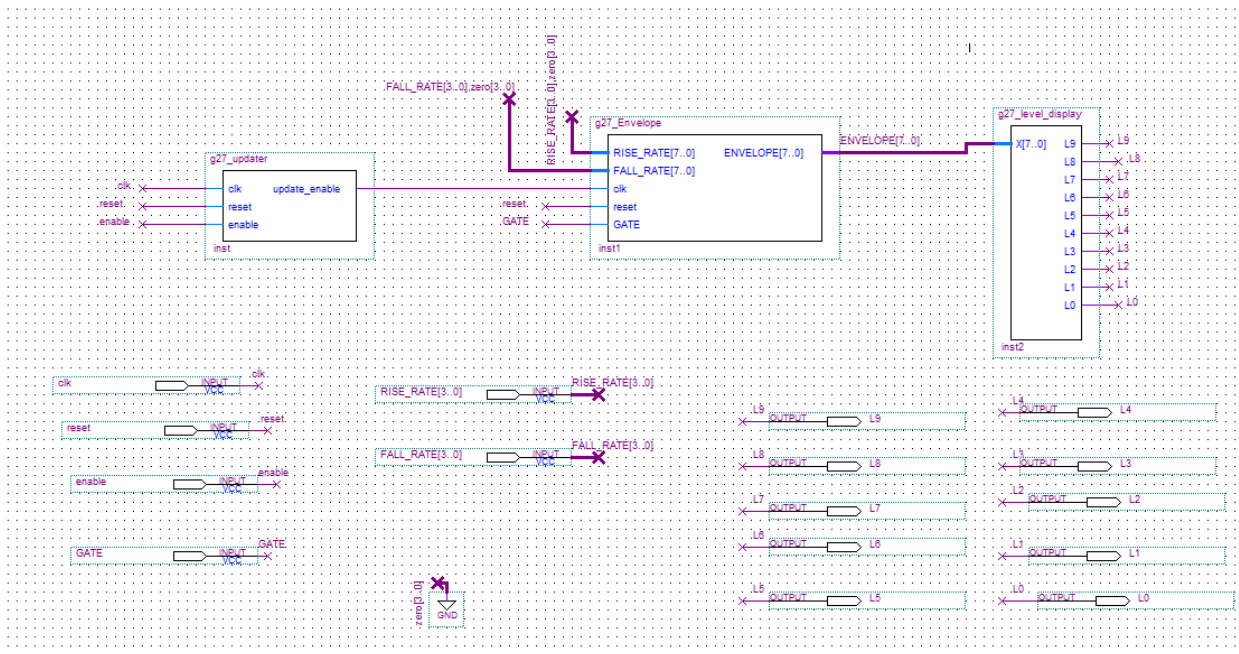 RISE_RATE[3..0],zero[3..0]
FALL_RATE[3..0],zero[3..0]
g27_updater
clk
reset
enable
clk update_enable
reset
enable
inst
g27_Envelope
RISE_RATE[7..0] ENVELOPE[7..0]
FALL_RATE[7..0]
clk
reset
GATE
reset
GATE
inst1
ENVELOPE[7..0]
g27_level_display
X[7..0] L9 L9
L8 L8
L7 L7
L6 L6
L5 L5
L4 L4
L3 L3
L2 L2
L1 L1
L0 L0
inst2
clk INPUT VCC clk
reset INPUT VCC reset
enable INPUT VCC enable
GATE INPUT VCC GATE
RISE_RATE[3..0] INPUT VCC RISE_RATE[3..0]
FALL_RATE[3..0] INPUT VCC FALL_RATE[3..0]
zero[3..0]
GND
L9 OUTPUT L9
L8 OUTPUT L8
L7 OUTPUT L7
L6 OUTPUT L6
L5 OUTPUT L5
L4 OUTPUT L4
L3 OUTPUT L3
L2 OUTPUT L2
L1 OUTPUT L1
L0 OUTPUT L0